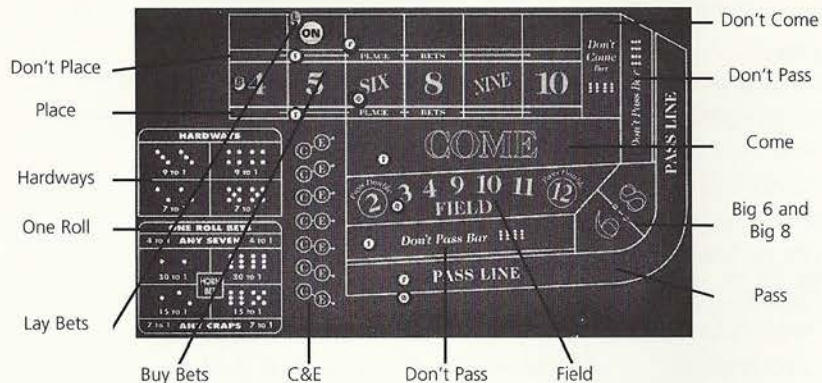 Don't Come
ON
PLACE BETS
Don't Come Bar
Don't Place
4 5 SIX 8 NINE 10
Don't Pass Bar
Don't Pass
Place
PLACE BETS
PASS LINE
HARDWAYS
COME
Come
9 to 1 9 to 1
Hardways
7 to 1 7 to 1
C E
Pays Double 2 3 4 9 10 11 Pays Double 12
FIELD
8
6
Big 6 and
Big 8
One Roll
ONE ROLL BETS
4 to 1 ANY SEVEN 4 to 1
Don't Pass Bar
30 to 1 30 to 1
HORN BET
PASS LINE
Pass
15 to 1 15 to 1
Lay Bets
7 to 1 ANY CRAPS 7 to 1
Buy Bets C&E Don't Pass Field